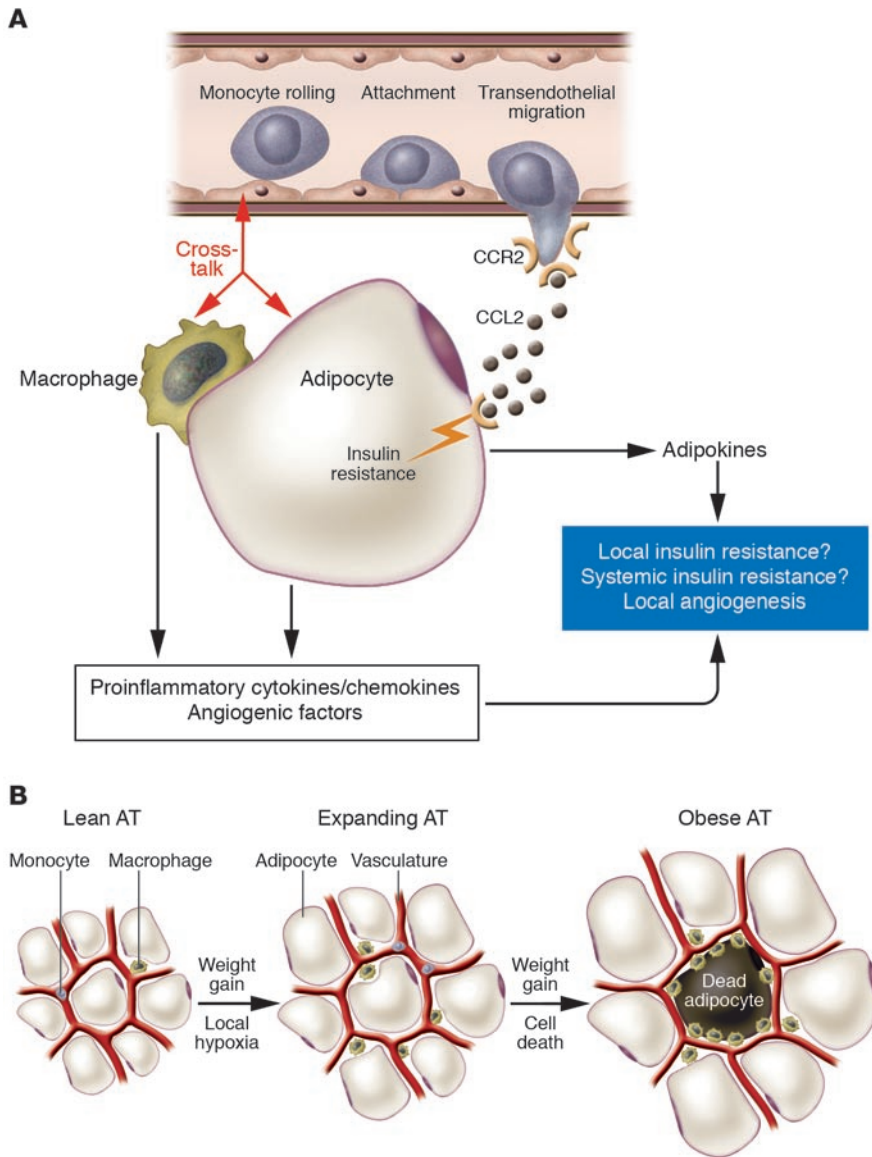 A
Monocyte rolling
Attachment
Transendothelial
migration
CCR2
Cross-
talk
CCL2
Macrophage
Adipocyte
Insulin
resistance
Adipokines
Local insulin resistance?
Systemic insulin resistance?
Local angiogenesis
Proinflammatory cytokines/chemokines
Angiogenic factors
B
Lean AT
Expanding AT
Obese AT
Monocyte
Macrophage
Adipocyte
Vasculature
Weight
gain
Local
hypoxia
Weight
gain
Cell
death
Dead
adipocyte